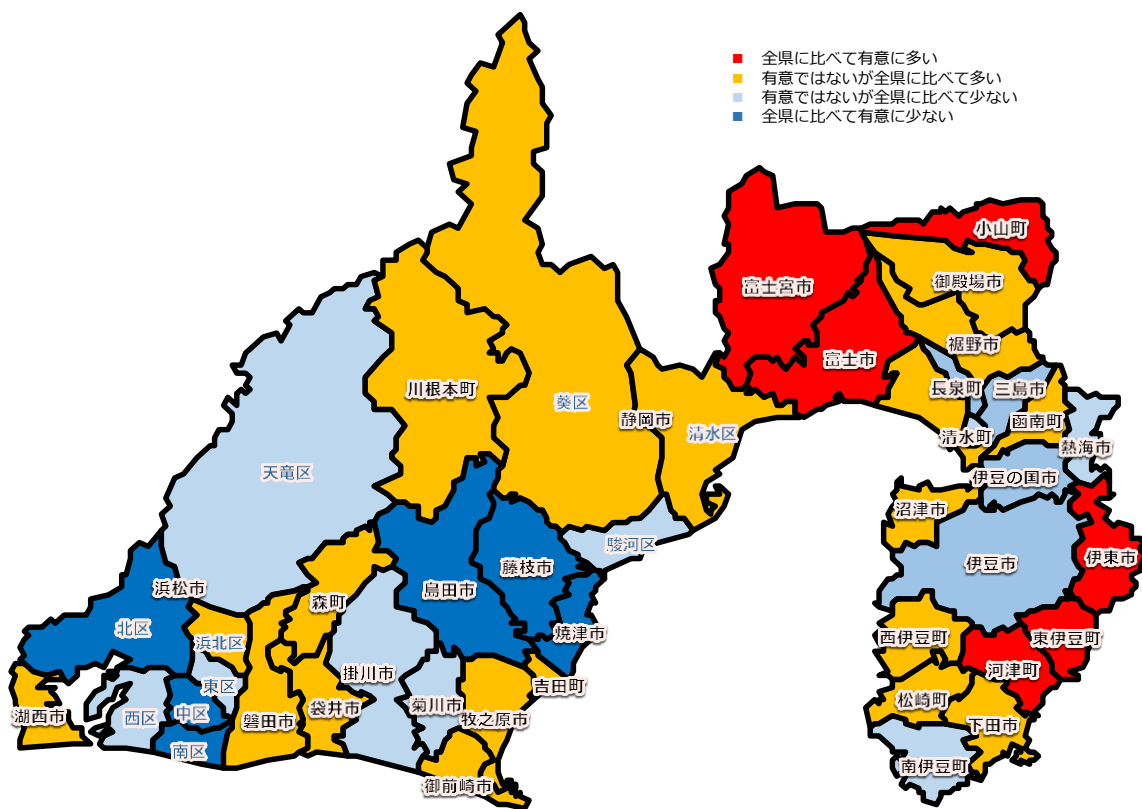 全県に比べて有意に多い
有意ではないが全県に比べて多い
有意ではないが全県に比べて少ない
全県に比べて有意に少ない
小山町
御殿場市
富士宮市
裾野市
富士市
長泉町
三島市
川根本町
葵区
静岡市
清水区
函南町
清水町
熱海市
天竜区
伊豆の国市
沼津市
駿河区
藤枝市
伊東市
伊豆市
浜松市
島田市
森町
北区
焼津市
西伊豆町
東伊豆町
浜北区
掛川市
河津町
東区
吉田町
松崎町
湖西市
西区
中区
磐田市
袋井市
菊川市
牧之原市
下田市
南区
南伊豆町
御前崎市